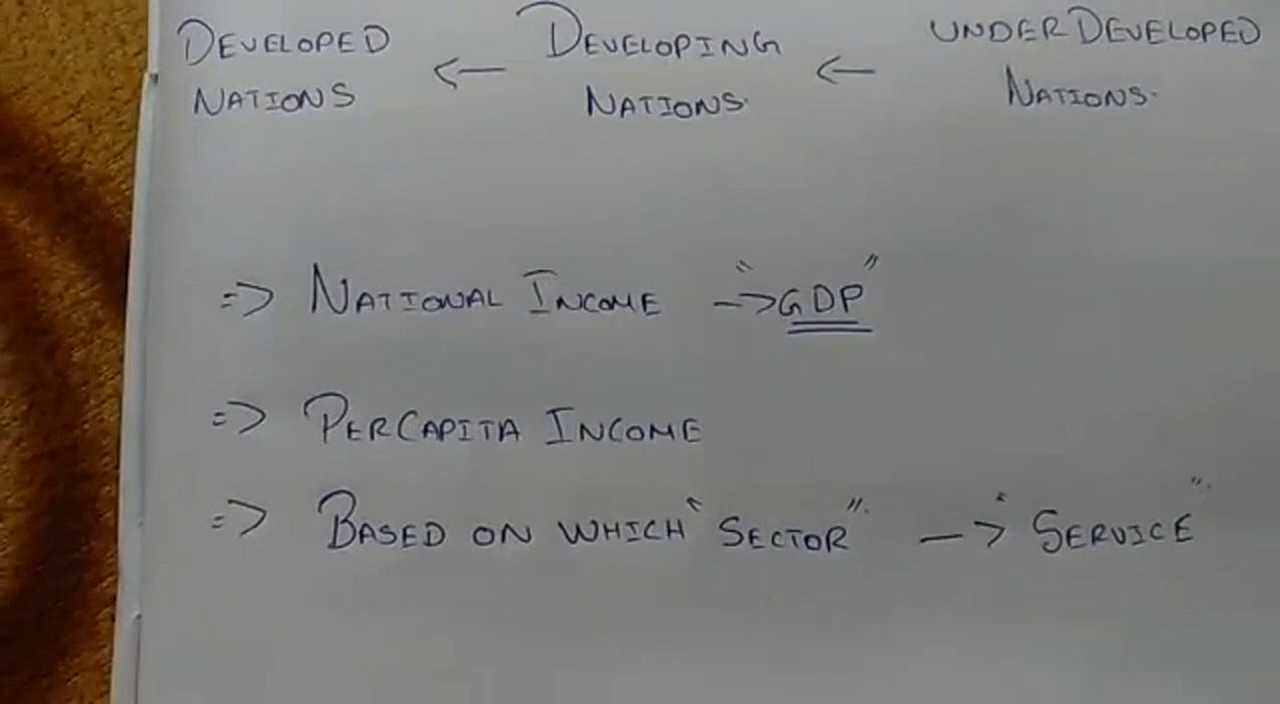 DEVELOPED NATIONS ← DEVELOPING NATIONS. ← UNDERDEVELOPED NATIONS.
=> NATIONAL INCOME -> "GDP"
=> PERCAPITA INCOME
=> BASED ON WHICH "SECTOR". -> "SERVICE".